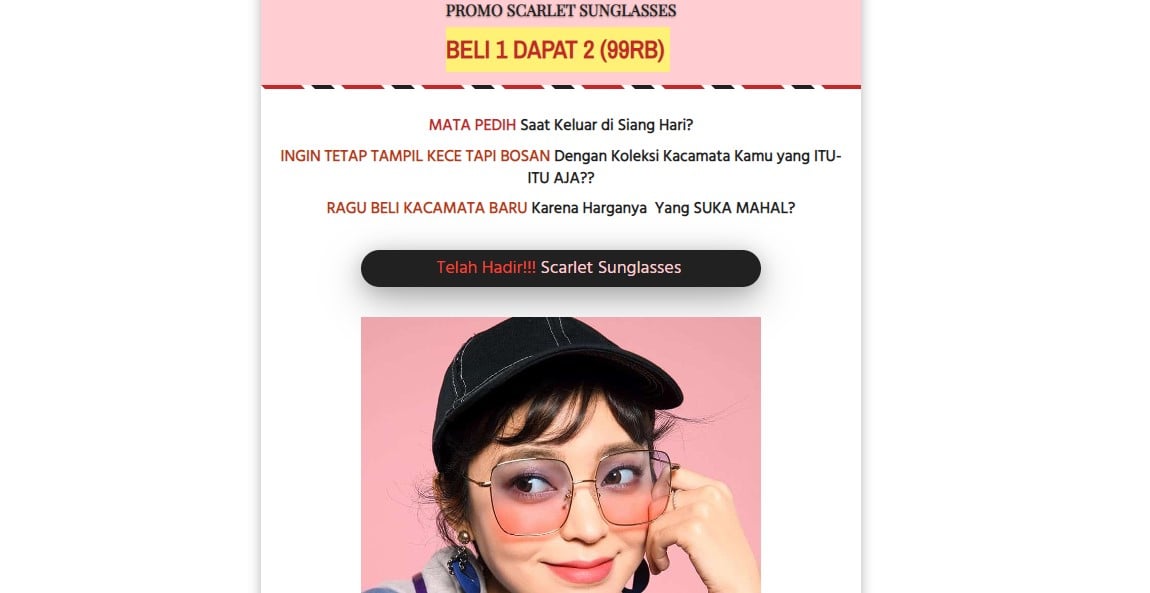 PROMO SCARLET SUNGLASSES
BELI 1 DAPAT 2 (99RB)
MATA PEDIH Saat Keluar di Siang Hari?
INGIN TETAP TAMPIL KECE TAPI BOSAN Dengan Koleksi Kacamata Kamu yang ITU-
ITU AJA??
RAGU BELI KACAMATA BARU Karena Harganya  Yang SUKA MAHAL?
Telah Hadir!!! Scarlet Sunglasses